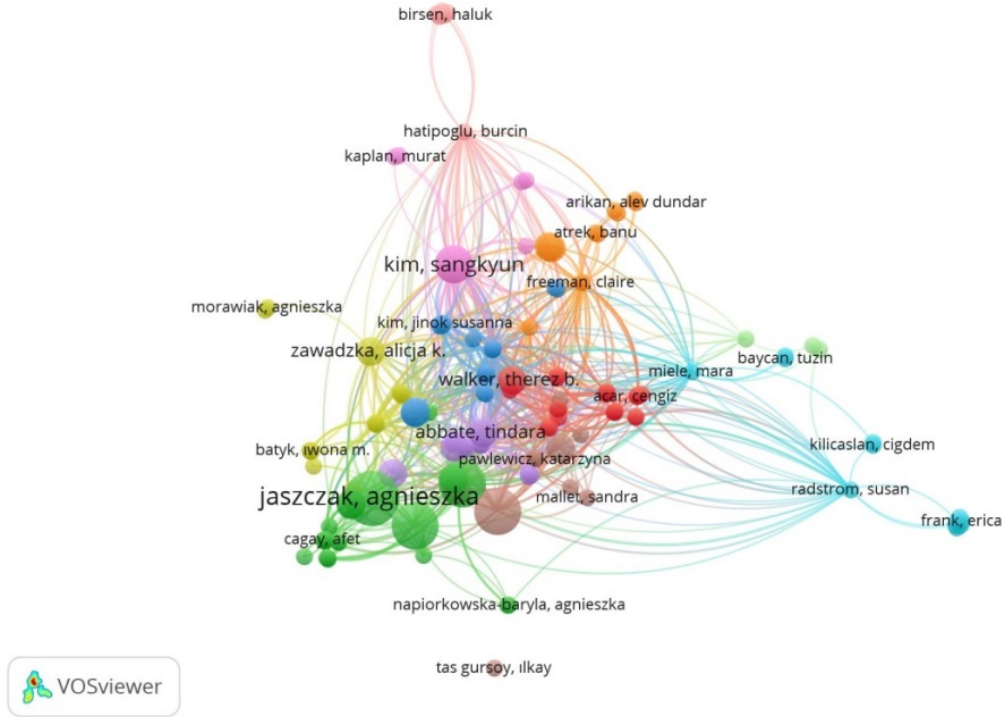 birsen, haluk
hatipoglu, burcin
kaplan, murat
arikan, alev dundar
atrek, banu
kim, sangkyun
freeman, claire
morawiak, agnieszka
kim, jinok susanna
zawadzka, alicja k.
baycan, tuzin
miele, mara
walker, therez b.
acar, cengiz
abbate, tindara
kilicaslan, cigdem
batyk, ıwona m.
pawlewicz, katarzyna
radstrom, susan
jaszczak, agnieszka
mallet, sandra
frank, erica
cagay, afet
napiorkowska-baryla, agnieszka
tas gursoy, ılkay
VOSviewer